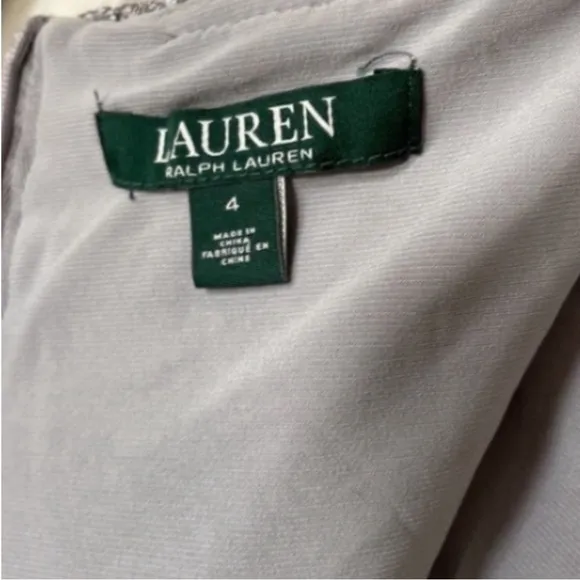 LAUREN
RALPH LAUREN
4
MADE IN
CHINA
FABRIQUÉ EN
CHINE